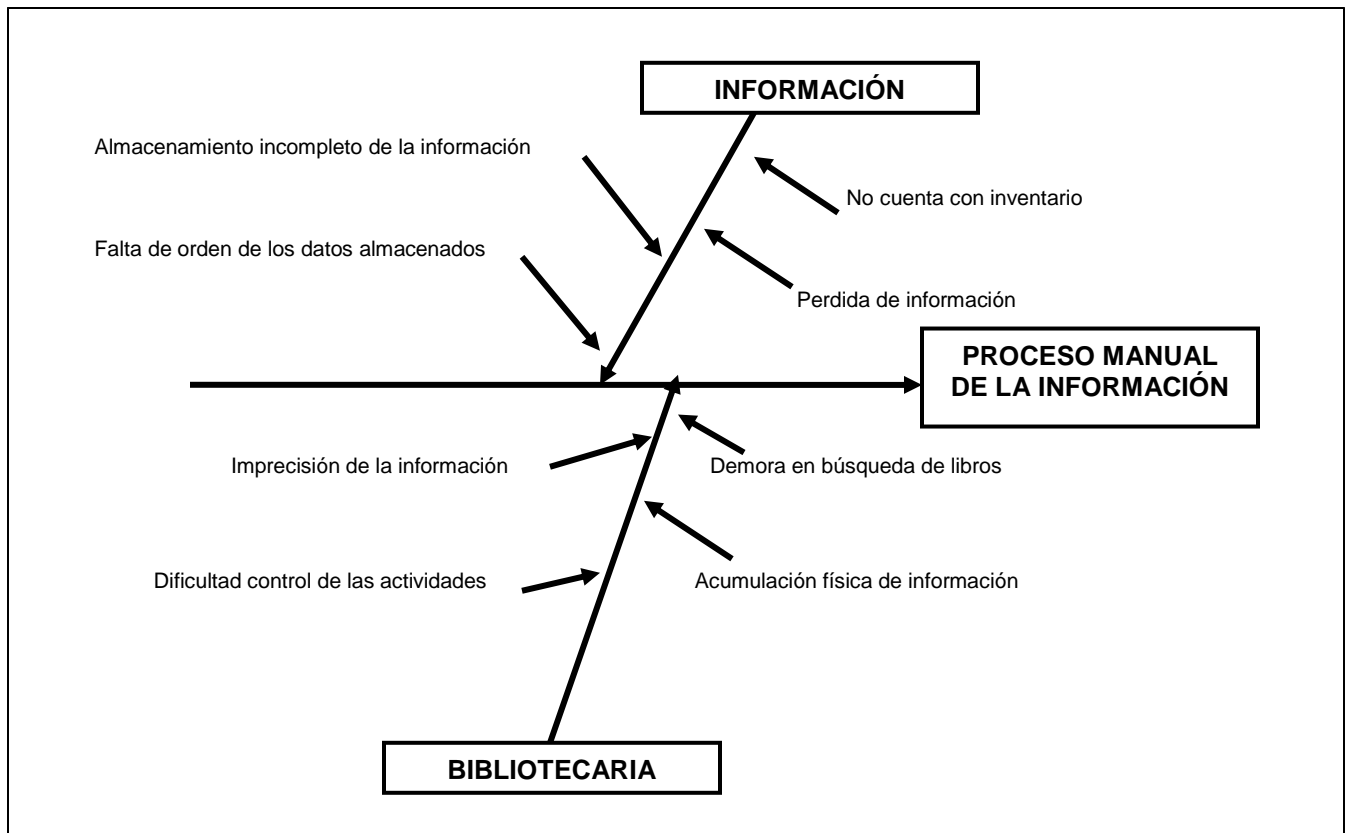 INFORMACIÓN
Almacenamiento incompleto de la información
No cuenta con inventario
Falta de orden de los datos almacenados
Perdida de información
PROCESO MANUAL
DE LA INFORMACIÓN
Imprecisión de la información
Demora en búsqueda de libros
Dificultad control de las actividades
Acumulación física de información
BIBLIOTECARIA